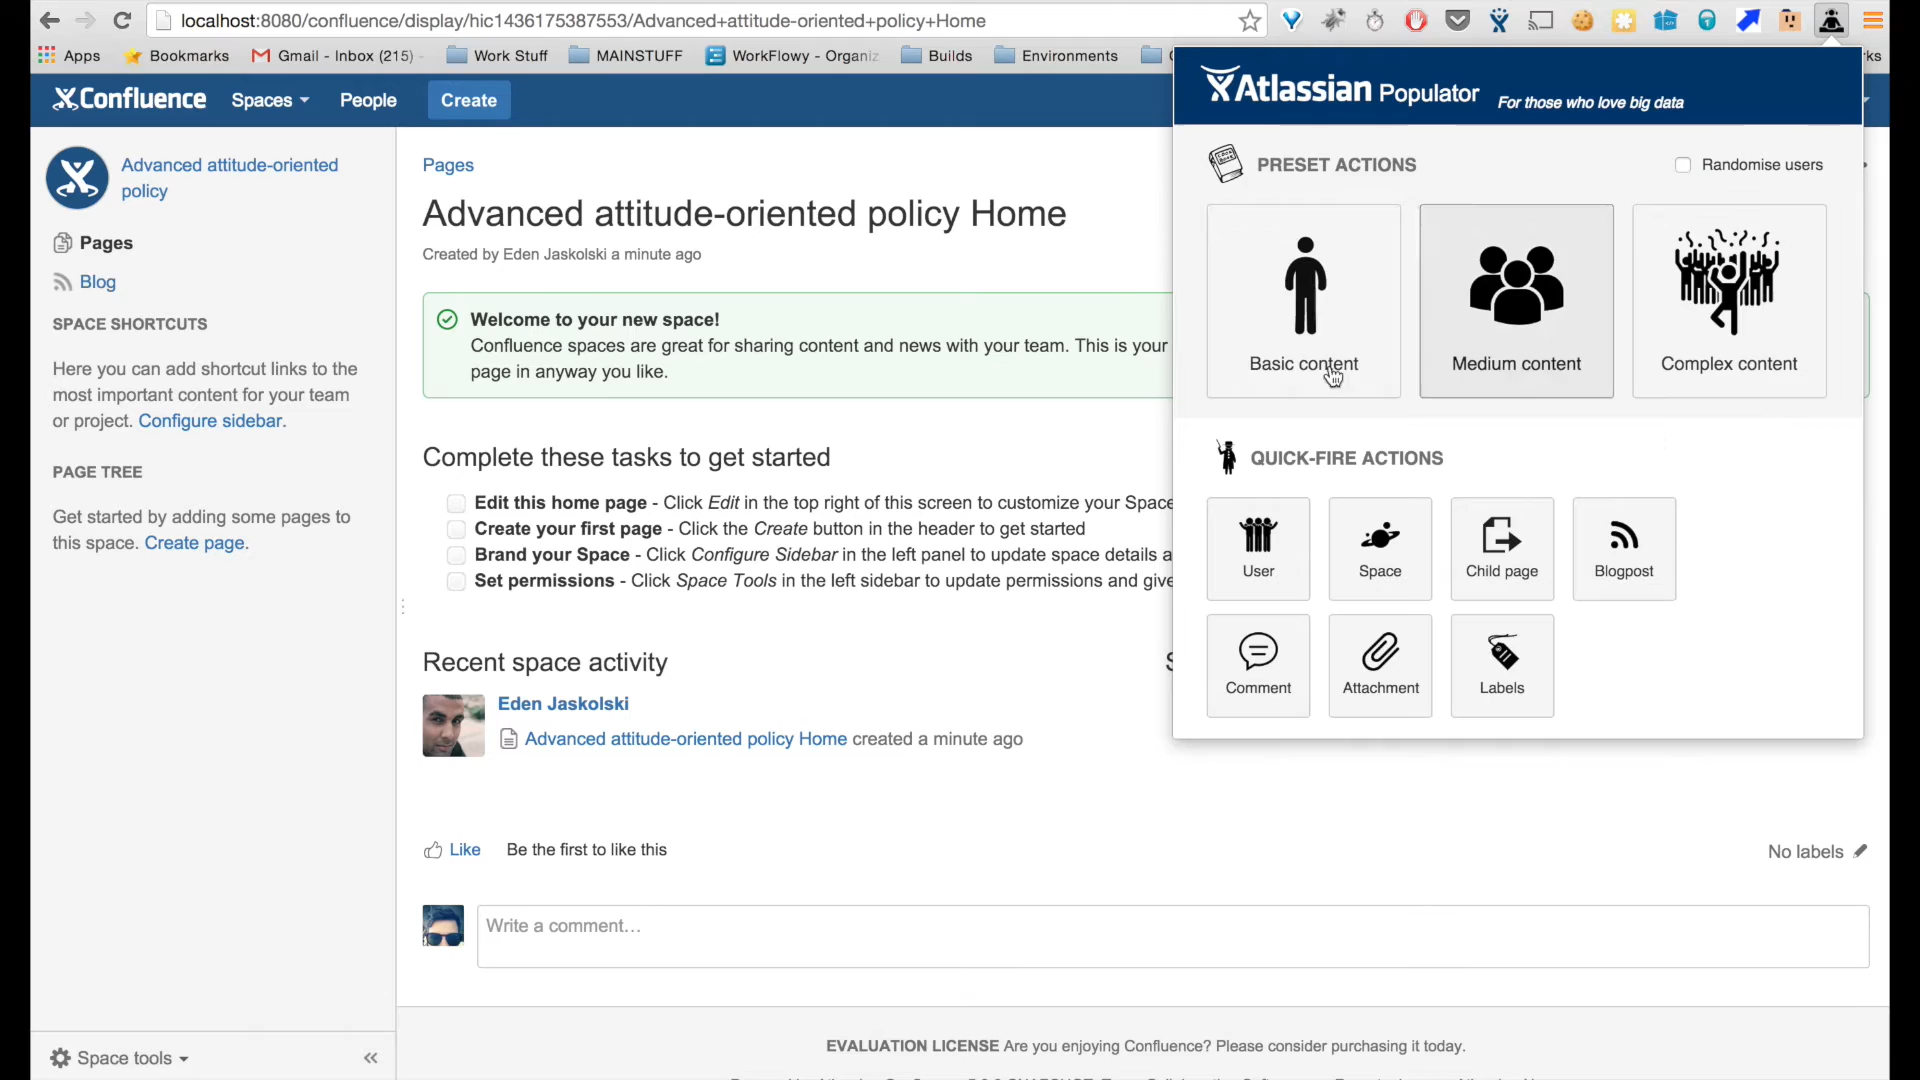 localhost:8080/confluence/display/hic1436175387553/Advanced+attitude-oriented+policy+Home
Apps Bookmarks Gmail - Inbox (215) - Work Stuff MAINSTUFF WorkFlowy - Organiz Builds Environments
Confluence Spaces People Create
Advanced attitude-oriented
policy
Pages
Blog
SPACE SHORTCUTS
Here you can add shortcut links to the
most important content for your team
or project. Configure sidebar.
PAGE TREE
Get started by adding some pages to
this space. Create page.
Space tools
Pages
Advanced attitude-oriented policy Home
Created by Eden Jaskolski a minute ago
Welcome to your new space!
Confluence spaces are great for sharing content and news with your team. This is your
page in anyway you like.
Complete these tasks to get started
Edit this home page - Click Edit in the top right of this screen to customize your Space
Create your first page - Click the Create button in the header to get started
Brand your Space - Click Configure Sidebar in the left panel to update space details a
Set permissions - Click Space Tools in the left sidebar to update permissions and give
Recent space activity
Eden Jaskolski
Advanced attitude-oriented policy Home created a minute ago
Like Be the first to like this
No labels
Write a comment…
EVALUATION LICENSE Are you enjoying Confluence? Please consider purchasing it today.
Atlassian Populator For those who love big data
PRESET ACTIONS Randomise users
Basic content Medium content Complex content
QUICK-FIRE ACTIONS
User Space Child page Blogpost
Comment Attachment Labels